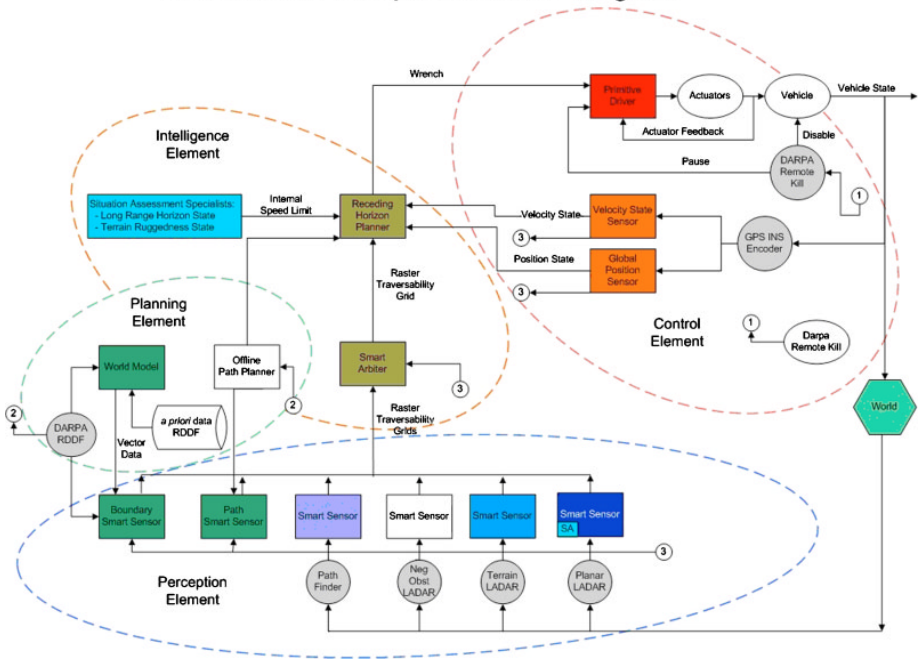 Wrench
Primitive
Driver
Actuators
Vehicle
Vehicle State
Actuator Feedback
Disable
Pause
DARPA
Remote
Kill
1
Intelligence
Element
Situation Assessment Specialists:
- Long Range Horizon State
- Terrain Ruggedness State
Internal
Speed Limit
Receding
Horizon
Planner
Velocity State
3
Velocity State
Sensor
GPS INS
Encoder
Position State
3
Global
Position
Sensor
Raster
Traversability
Grid
Planning
Element
Control
Element
1
Darpa
Remote Kill
World Model
Offline
Path Planner
Smart
Arbiter
3
2
DARPA
RDDF
Vector
Data
a priori data
RDDF
2
Raster
Traversability
Grids
World
Boundary
Smart Sensor
Path
Smart Sensor
Smart Sensor
Smart Sensor
Smart Sensor
Smart Sensor
SA
3
Perception
Element
Path
Finder
Neg
Obst
LADAR
Terrain
LADAR
Planar
LADAR